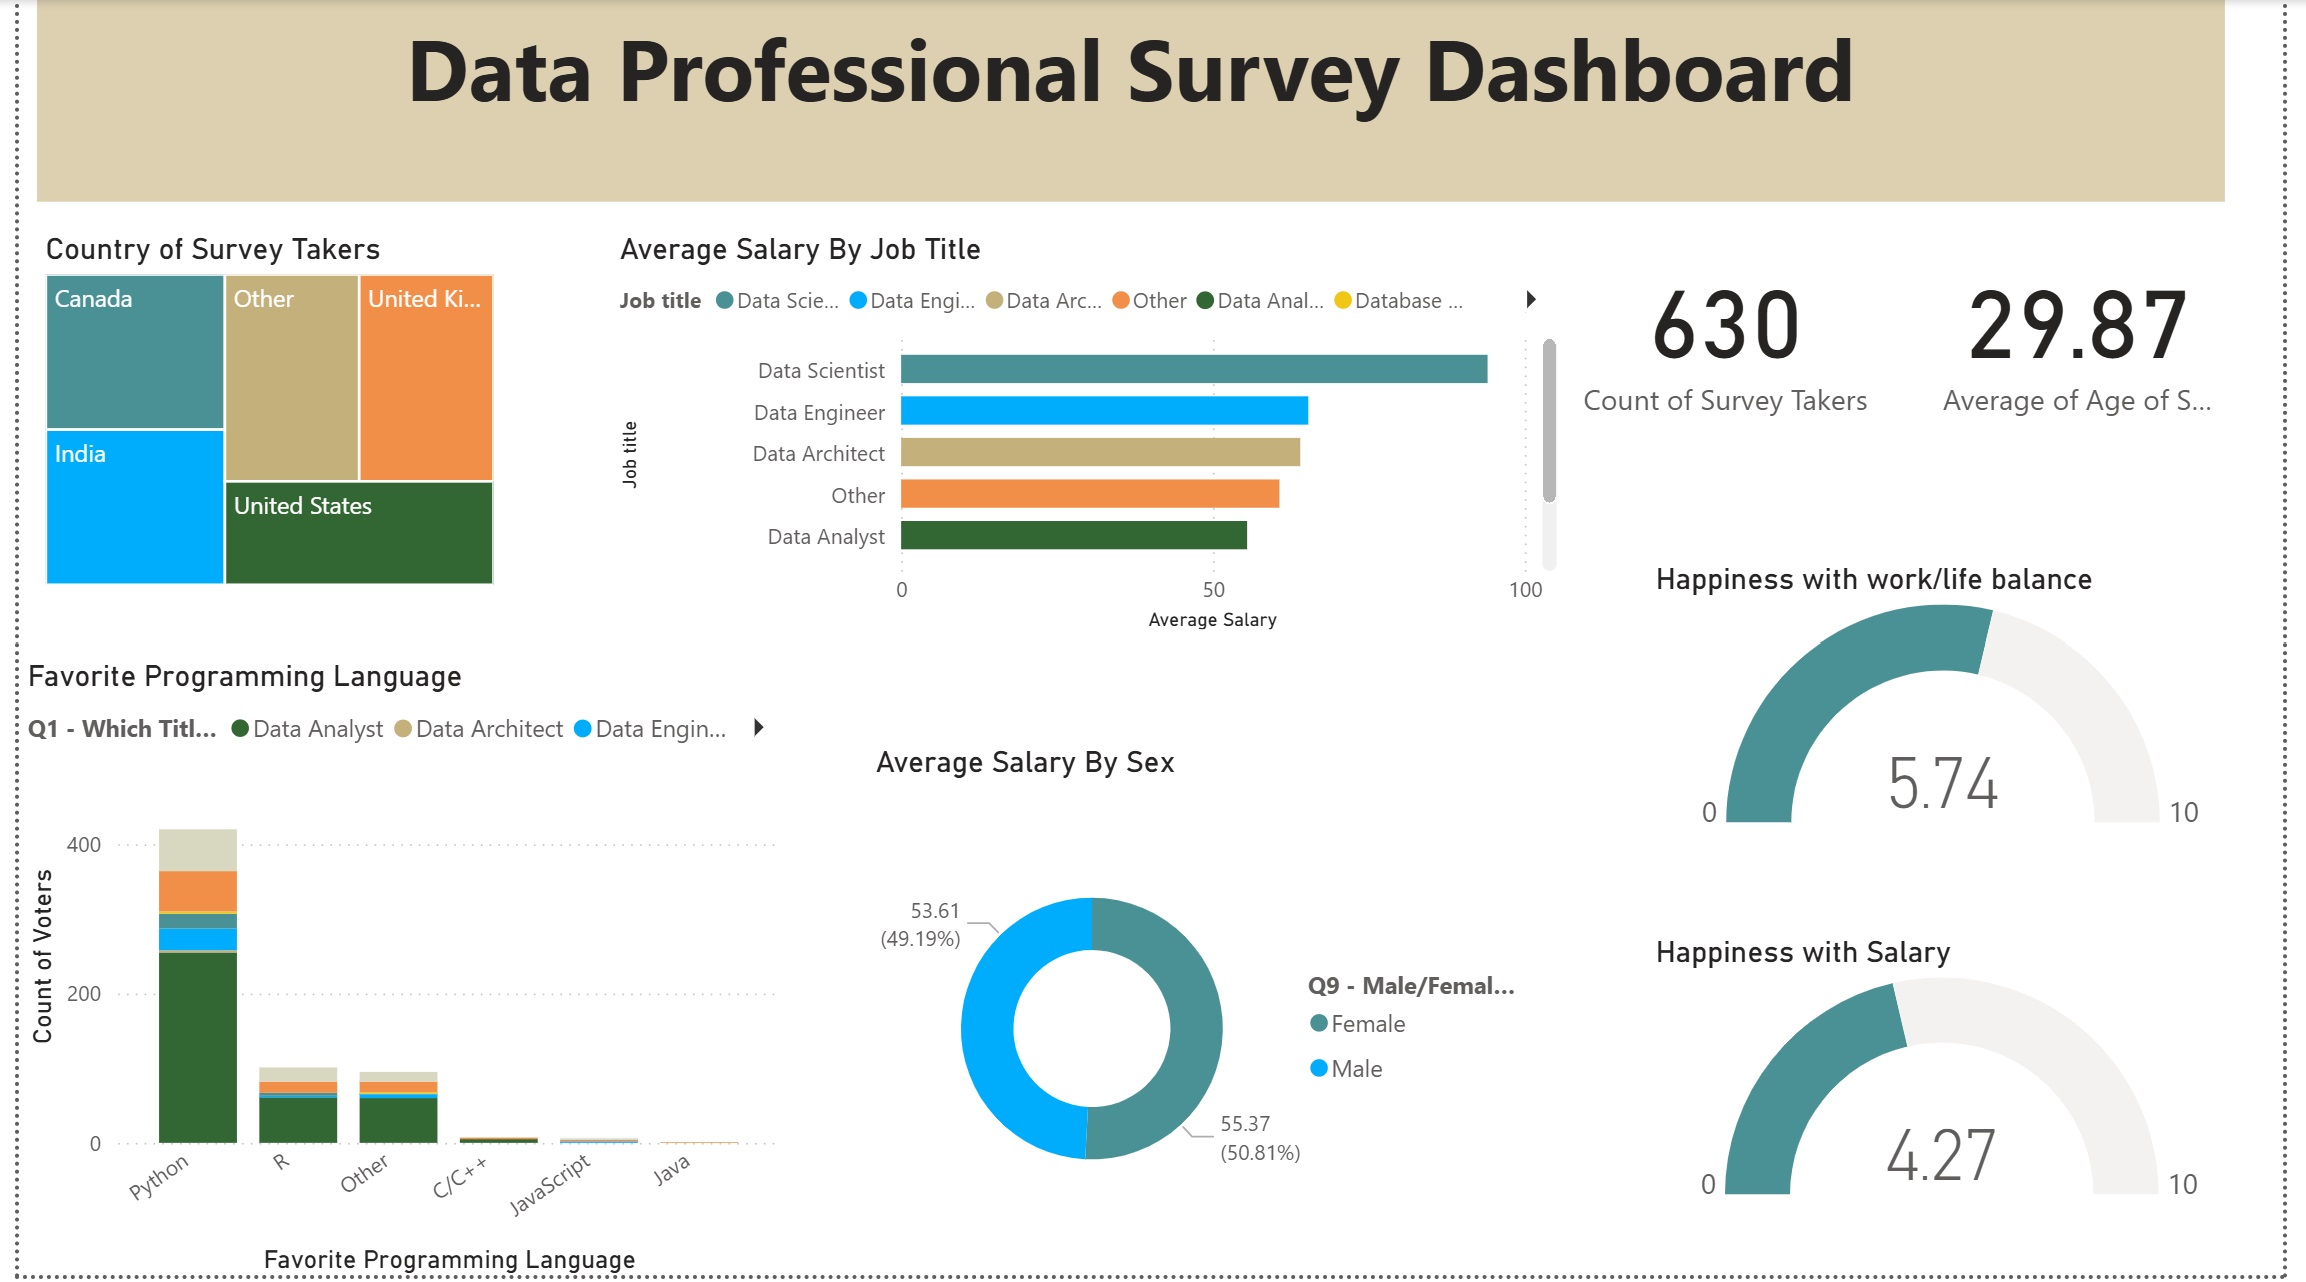 Data Professional Survey Dashboard
Country of Survey Takers
Canada
Other
United Ki...
India
United States
Average Salary By Job Title
Job title Data Scie... Data Engi... Data Arc... Other Data Anal... Database ...
Job title
Data Scientist
Data Engineer
Data Architect
Other
Data Analyst
0 50 100
Average Salary
630
Count of Survey Takers
29.87
Average of Age of S...
Happiness with work/life balance
5.74
0 10
Favorite Programming Language
Q1 - Which Titl... Data Analyst Data Architect Data Engin...
Count of Voters
400
200
0
Python R Other C/C++ JavaScript Java
Favorite Programming Language
Average Salary By Sex
53.61
(49.19%)
55.37
(50.81%)
Q9 - Male/Femal...
Female
Male
Happiness with Salary
4.27
0 10